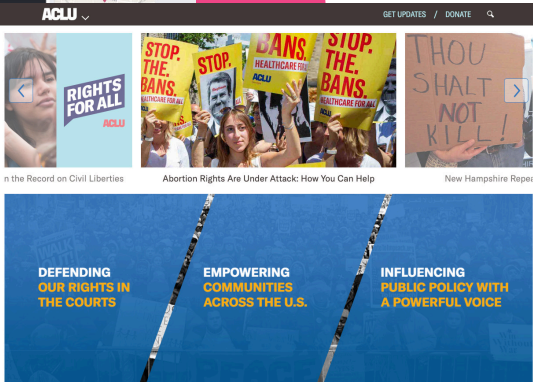 ACLU
GET UPDATES / DONATE
RIGHTS
FOR ALL
ACLU
STOP.
THE.
BANS.
HEALTHCARE FOR ALL
STOP.
BANS.
HEALTHCARE FOR
ACLU
STOP.
THE.
BANS.
HEALTHCARE FOR ALL
THOU
SHALT
NOT
KILL!
n the Record on Civil Liberties
Abortion Rights Are Under Attack: How You Can Help
New Hampshire Repea
DEFENDING
OUR RIGHTS IN
THE COURTS
EMPOWERING
COMMUNITIES
ACROSS THE U.S.
INFLUENCING
PUBLIC POLICY WITH
A POWERFUL VOICE